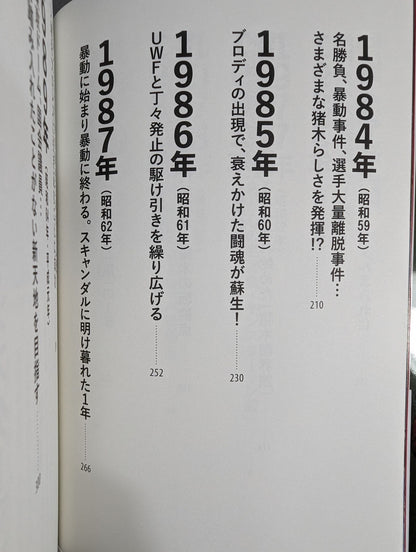 1984年(昭和59年)
名勝負、暴動事件、選手大量離脱事件…
さまざまな猪木らしさを発揮!?………210
1985年(昭和60年)
ブロディの出現で、衰えかけた闘魂が蘇生!………230
1986年(昭和61年)
UWFと丁々発止の駆け引きを繰り広げる………252
1987年(昭和62年)
暴動に始まり暴動に終わる。スキャンダルに明け暮れた1年………266
新天地を目指す